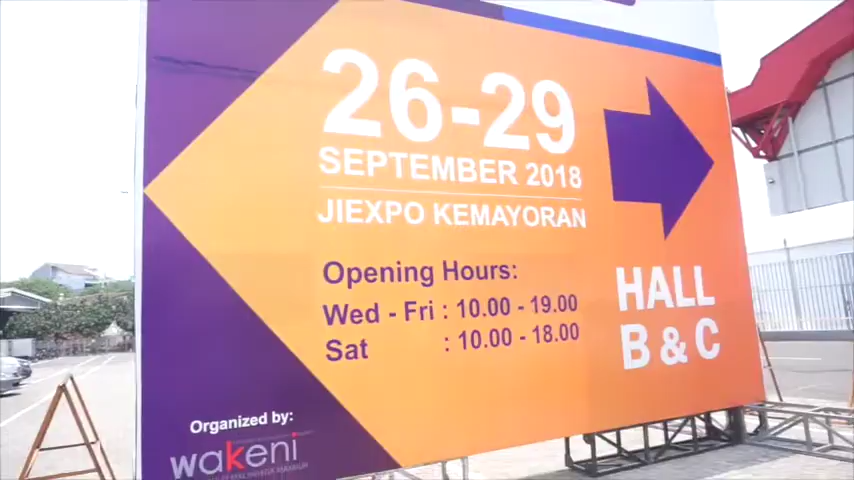 26-29
SEPTEMBER 2018
JIEXPO KEMAYORAN
Opening Hours:
Wed - Fri : 10.00 - 19.00
Sat : 10.00 - 18.00
HALL
B & C
Organized by:
wakeni